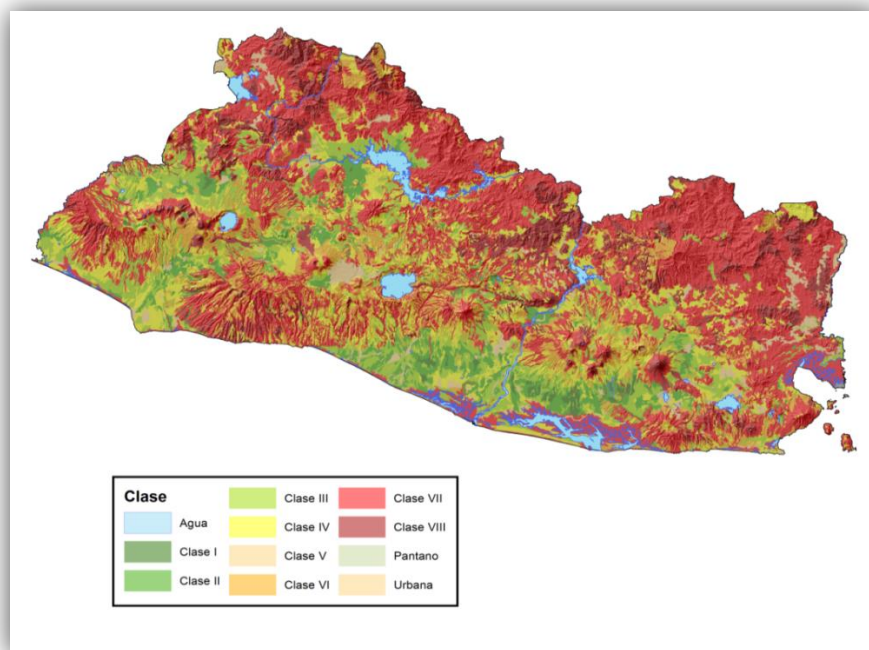 Clase
Agua
Clase I
Clase II
Clase III
Clase IV
Clase V
Clase VI
Clase VII
Clase VIII
Pantano
Urbana